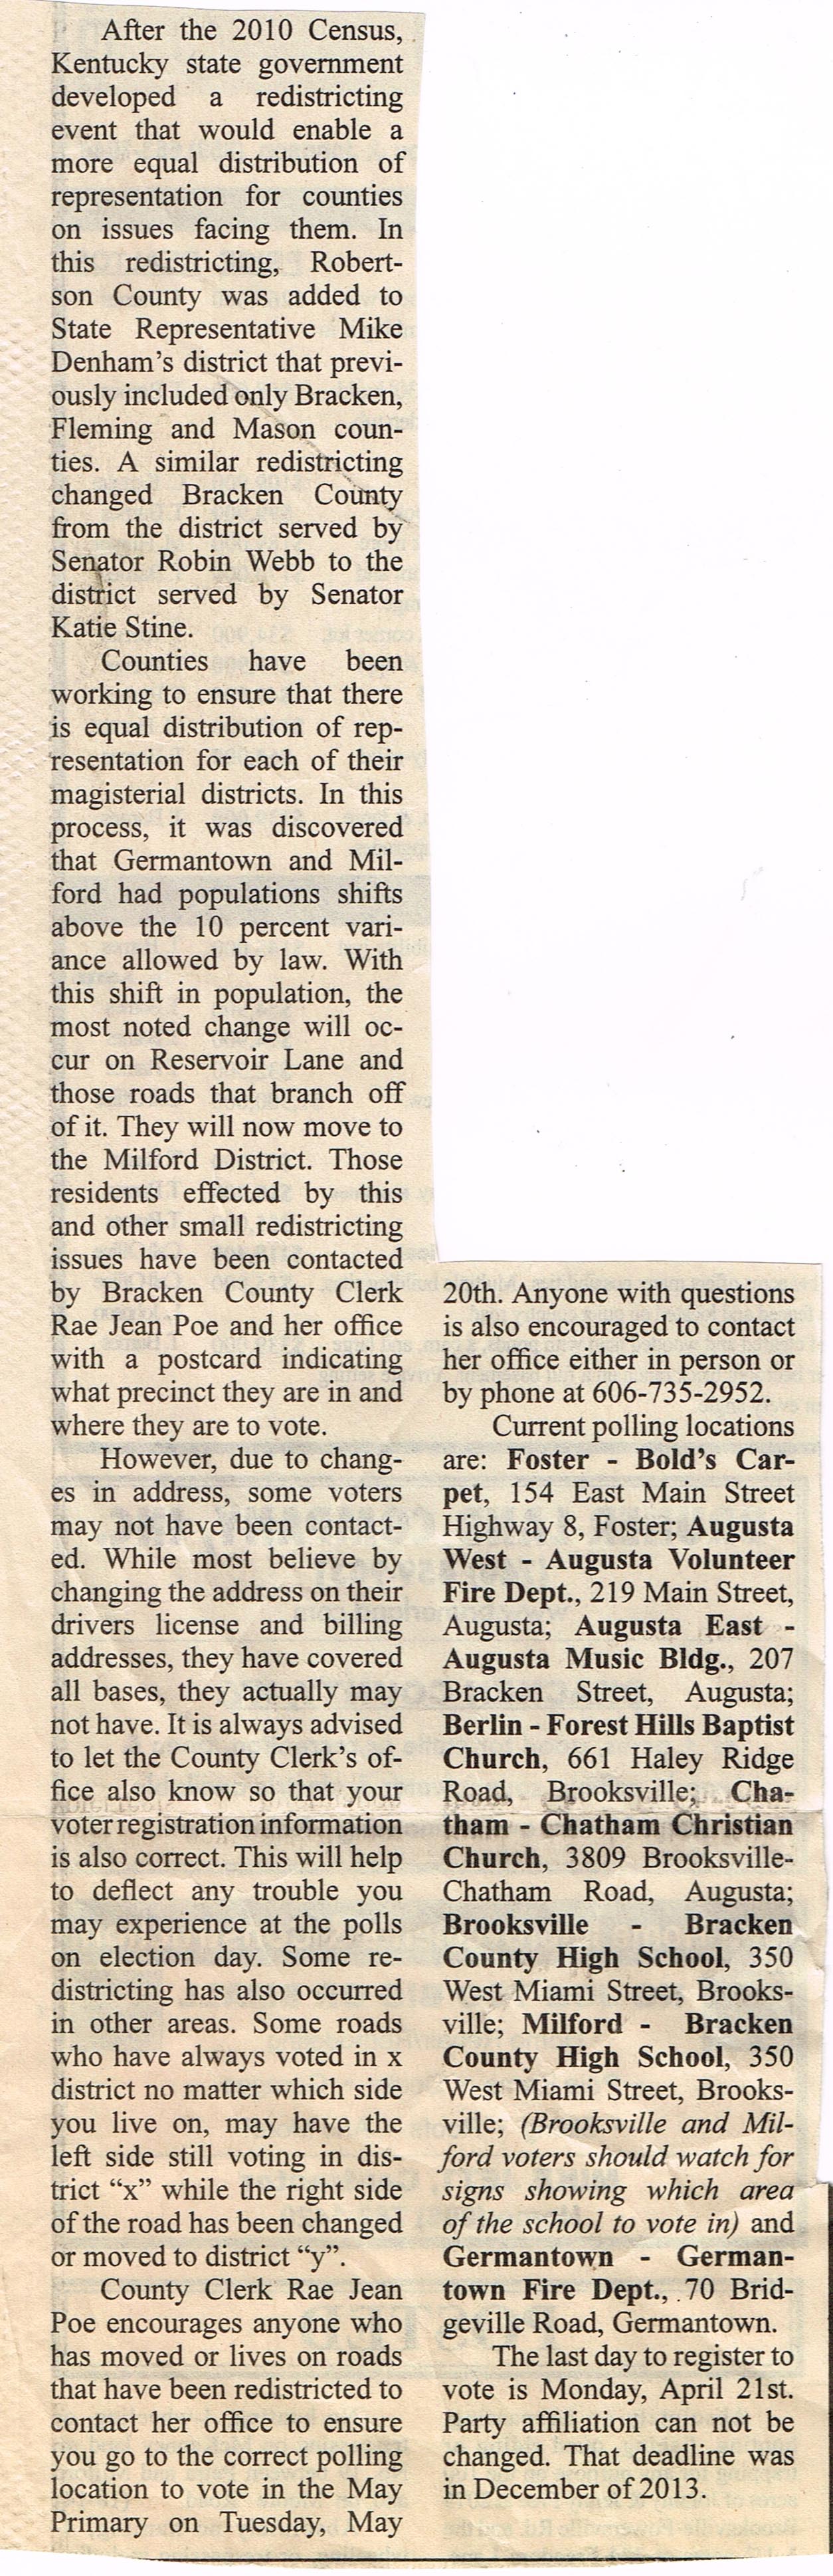 After the 2010 Census,
Kentucky state government
developed a redistricting
event that would enable a
more equal distribution of
representation for counties
on issues facing them. In
this redistricting, Robert-
son County was added to
State Representative Mike
Denham's district that previ-
ously included only Bracken,
Fleming and Mason coun-
ties. A similar redistricting
changed Bracken County
from the district served by
Senator Robin Webb to the
district served by Senator
Katie Stine.
Counties have been
working to ensure that there
is equal distribution of rep-
resentation for each of their
magisterial districts. In this
process, it was discovered
that Germantown and Mil-
ford had populations shifts
above the 10 percent vari-
ance allowed by law. With
this shift in population, the
most noted change will oc-
cur on Reservoir Lane and
those roads that branch off
of it. They will now move to
the Milford District. Those
residents effected by this
and other small redistricting
issues have been contacted
by Bracken County Clerk
Rae Jean Poe and her office
with a postcard indicating
what precinct they are in and
where they are to vote.
However, due to chang-
es in address, some voters
may not have been contact-
ed. While most believe by
changing the address on their
drivers license and billing
addresses, they have covered
all bases, they actually may
not have. It is always advised
to let the County Clerk's of-
fice also know so that your
voter registration information
is also correct. This will help
to deflect any trouble you
may experience at the polls
on election day. Some re-
districting has also occurred
in other areas. Some roads
who have always voted in x
district no matter which side
you live on, may have the
left side still voting in dis-
trict “x” while the right side
of the road has been changed
or moved to district “y”.
County Clerk Rae Jean
Poe encourages anyone who
has moved or lives on roads
that have been redistricted to
contact her office to ensure
you go to the correct polling
location to vote in the May
Primary on Tuesday, May
20th. Anyone with questions
is also encouraged to contact
her office either in person or
by phone at 606-735-2952.
Current polling locations
are: Foster - Bold's Car-
pet, 154 East Main Street
Highway 8, Foster; Augusta
West - Augusta Volunteer
Fire Dept., 219 Main Street,
Augusta; Augusta East -
Augusta Music Bldg., 207
Bracken Street, Augusta;
Berlin - Forest Hills Baptist
Church, 661 Haley Ridge
Road, Brooksville; Cha-
tham - Chatham Christian
Church, 3809 Brooksville-
Chatham Road, Augusta;
Brooksville - Bracken
County High School, 350
West Miami Street, Brooks-
ville; Milford - Bracken
County High School, 350
West Miami Street, Brooks-
ville; (Brooksville and Mil-
ford voters should watch for
signs showing which area
of the school to vote in) and
Germantown - German-
town Fire Dept., 70 Brid-
geville Road, Germantown.
The last day to register to
vote is Monday, April 21st.
Party affiliation can not be
changed. That deadline was
in December of 2013.